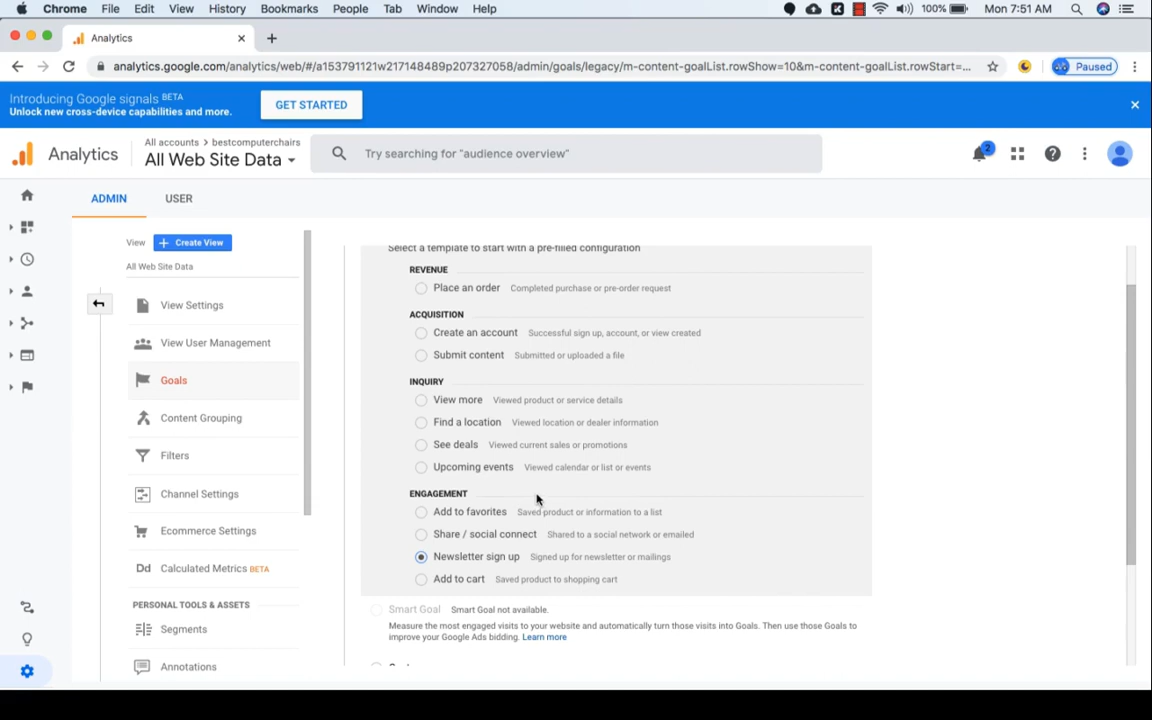 Chrome File Edit View History Bookmarks People Tab Window Help 100% Mon 7:51 AM
Analytics
analytics.google.com/analytics/web/#/a153791121w217148489p207327058/admin/goals/legacy/m-content-goalList.rowShow=10&m-content-goalList.rowStart=... Paused
Introducing Google signals BETA
Unlock new cross-device capabilities and more.
GET STARTED
Analytics
All accounts > bestcomputerchairs
All Web Site Data
Try searching for "audience overview"
2
ADMIN USER
View + Create View
All Web Site Data
View Settings
View User Management
Goals
Content Grouping
Filters
Channel Settings
Ecommerce Settings
Dd Calculated Metrics BETA
PERSONAL TOOLS & ASSETS
Segments
Annotations
Select a template to start with a pre-filled configuration
REVENUE
Place an order Completed purchase or pre-order request
ACQUISITION
Create an account Successful sign up, account, or view created
Submit content Submitted or uploaded a file
INQUIRY
View more Viewed product or service details
Find a location Viewed location or dealer information
See deals Viewed current sales or promotions
Upcoming events Viewed calendar or list or events
ENGAGEMENT
Add to favorites Saved product or information to a list
Share / social connect Shared to a social network or emailed
Newsletter sign up Signed up for newsletter or mailings
Add to cart Saved product to shopping cart
Smart Goal Smart Goal not available.
Measure the most engaged visits to your website and automatically turn those visits into Goals. Then use those Goals to
improve your Google Ads bidding. Learn more